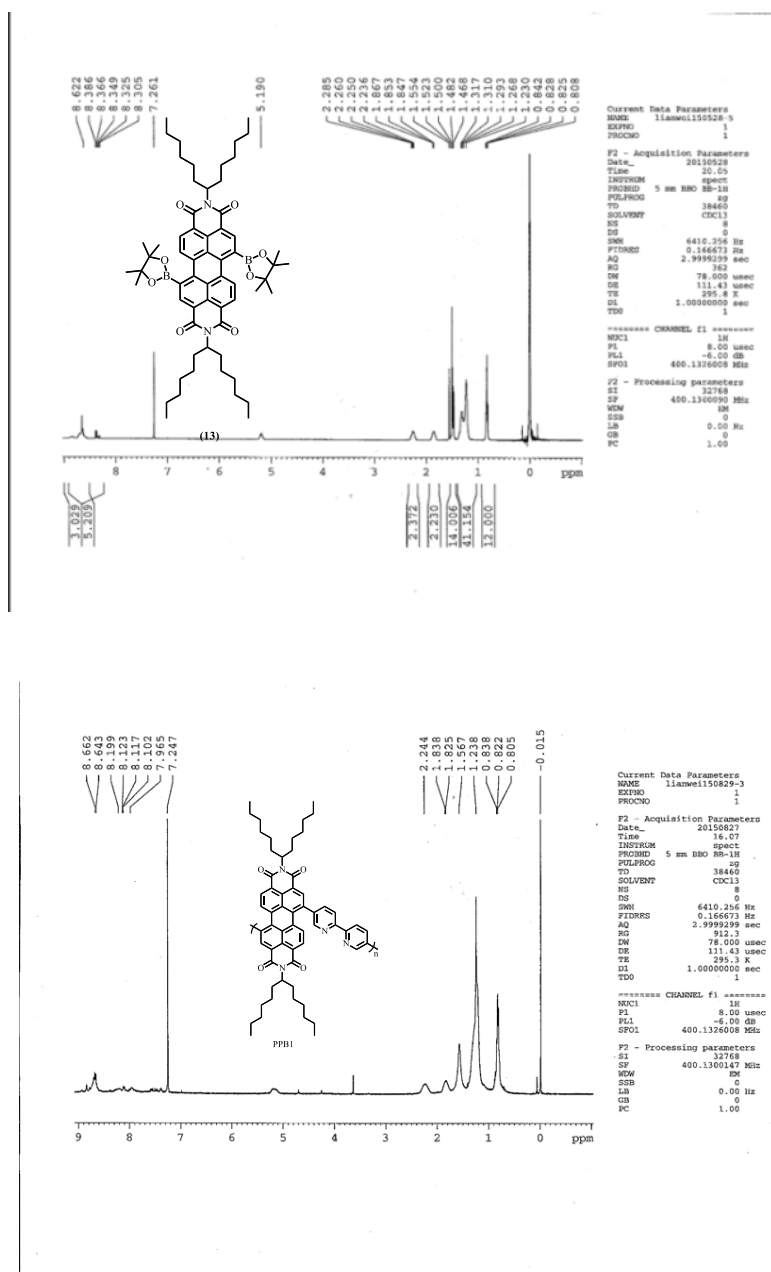 8.622
8.386
8.366
8.349
8.325
8.305
7.261
5.190
2.285
2.260
2.250
2.236
1.867
1.853
1.847
1.554
1.523
1.500
1.482
1.468
1.317
1.310
1.293
1.268
1.230
0.842
0.828
0.825
0.808
N
O O
O
B
O
O
B
O
O O
N
(13)
8 7 6 5 4 3 2 1 0 ppm
3.029
5.209
2.372
2.230
14.006
41.154
12.000
Current Data Parameters
NAME lianwei150528-5
EXPNO 1
PROCNO 1
F2 - Acquisition Parameters
Date_ 20150528
Time 20.05
INSTRUM spect
PROBHD 5 mm BBO BB-1H
PULPROG zg
TD 38460
SOLVENT CDCl3
NS 8
DS 0
SWH 6410.256 Hz
FIDRES 0.166673 Hz
AQ 2.9999299 sec
RG 362
DW 78.000 usec
DE 111.43 usec
TE 295.8 K
D1 1.00000000 sec
TD0 1
======== CHANNEL f1 ========
NUC1 1H
P1 8.00 usec
PL1 -6.00 dB
SFO1 400.1326008 MHz
F2 - Processing parameters
SI 32768
SF 400.1300090 MHz
WDW EM
SSB 0
LB 0.00 Hz
GB 0
PC 1.00
8.662
8.643
8.199
8.123
8.117
8.102
7.965
7.247
2.244
1.838
1.825
1.567
1.238
0.838
0.822
0.805
-0.015
O N O
N
N
n
O N O
PPB1
9 8 7 6 5 4 3 2 1 0 ppm
Current Data Parameters
NAME lianwei150829-3
EXPNO 1
PROCNO 1
F2 - Acquisition Parameters
Date_ 20150827
Time 16.07
INSTRUM spect
PROBHD 5 mm BBO BB-1H
PULPROG zg
TD 38460
SOLVENT CDCl3
NS 8
DS 0
SWH 6410.256 Hz
FIDRES 0.166673 Hz
AQ 2.9999299 sec
RG 912.3
DW 78.000 usec
DE 111.43 usec
TE 295.3 K
D1 1.00000000 sec
TD0 1
======== CHANNEL f1 ========
NUC1 1H
P1 8.00 usec
PL1 -6.00 dB
SFO1 400.1326008 MHz
F2 - Processing parameters
SI 32768
SF 400.1300147 MHz
WDW EM
SSB 0
LB 0.00 Hz
GB 0
PC 1.00